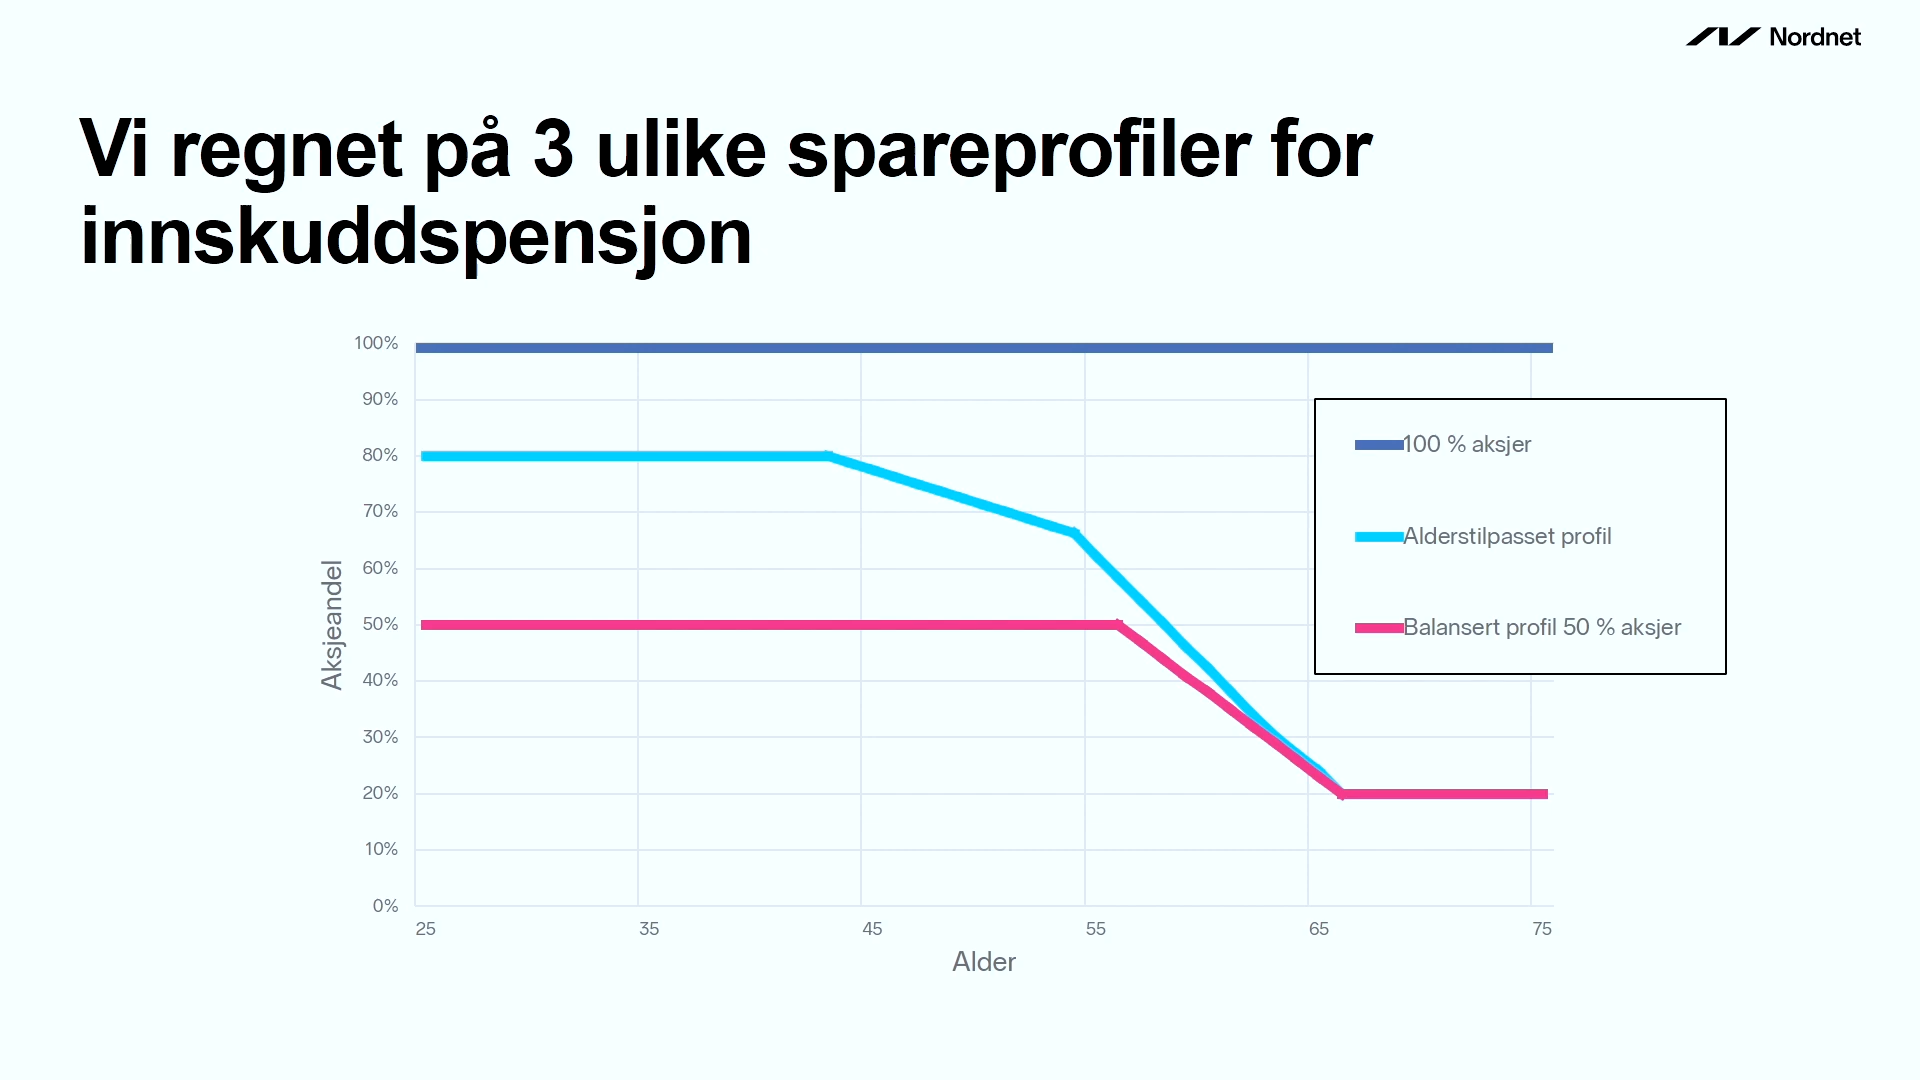 Nordnet
Vi regnet på 3 ulike spareprofiler for
innskuddspensjon
100%
90%
80%
70%
60%
50%
40%
30%
20%
10%
0%
Aksjeandel
100 % aksjer
Alderstilpasset profil
Balansert profil 50 % aksjer
25 35 45 55 65 75
Alder